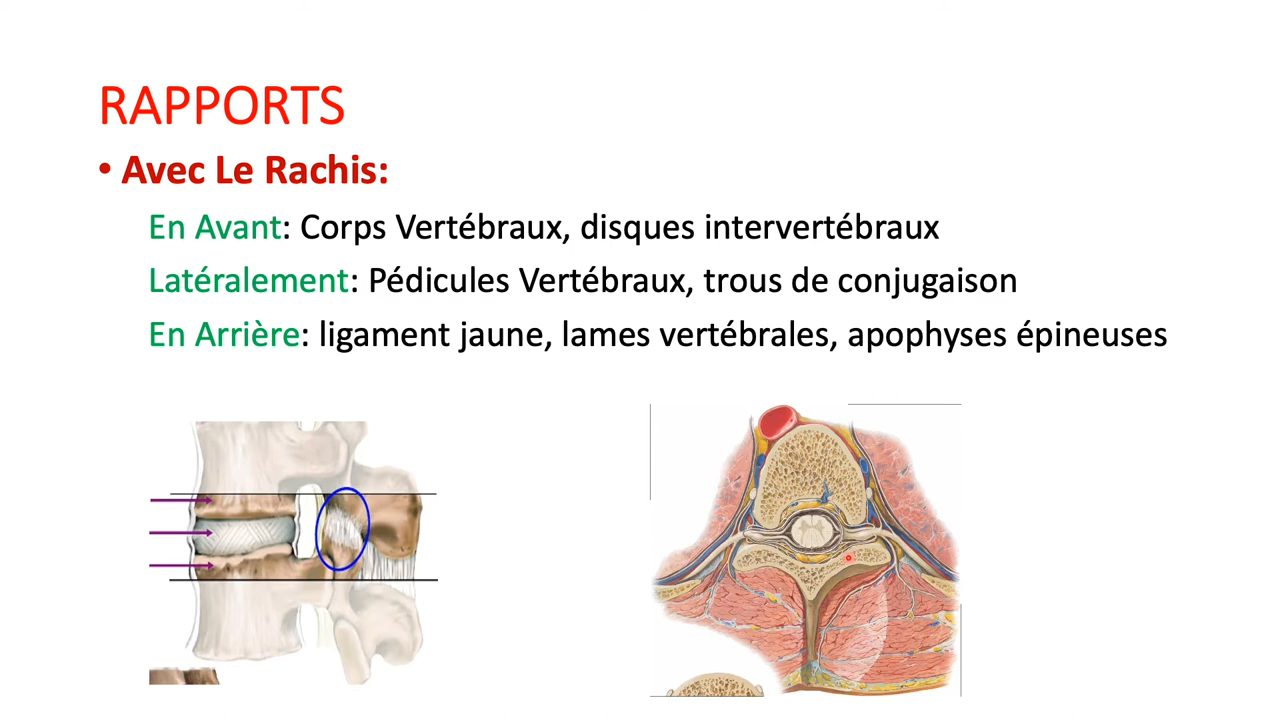 RAPPORTS
• Avec Le Rachis:
En Avant: Corps Vertébraux, disques intervertébraux
Latéralement: Pédicules Vertébraux, trous de conjugaison
En Arrière: ligament jaune, lames vertébrales, apophyses épineuses